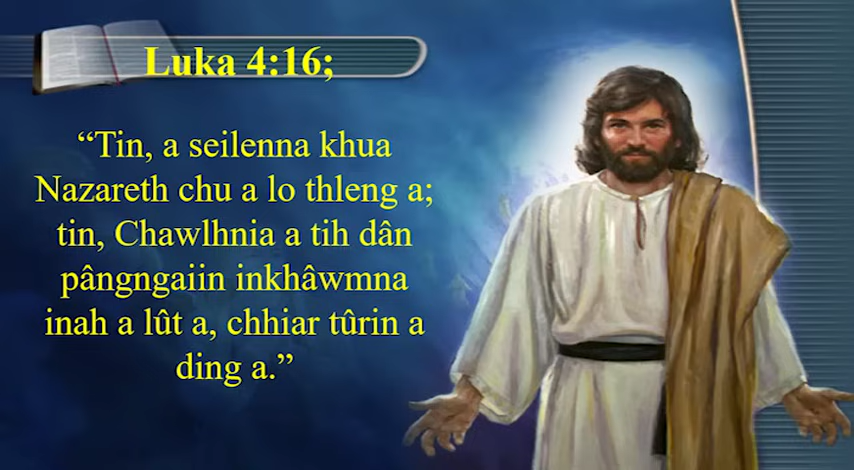 Luka 4:16;
“Tin, a seilenna khua
Nazareth chu a lo thleng a;
tin, Chawlhnia a tih dân
pângngaiin inkhâwmna
inah a lût a, chhiar tûrin a
ding a.”